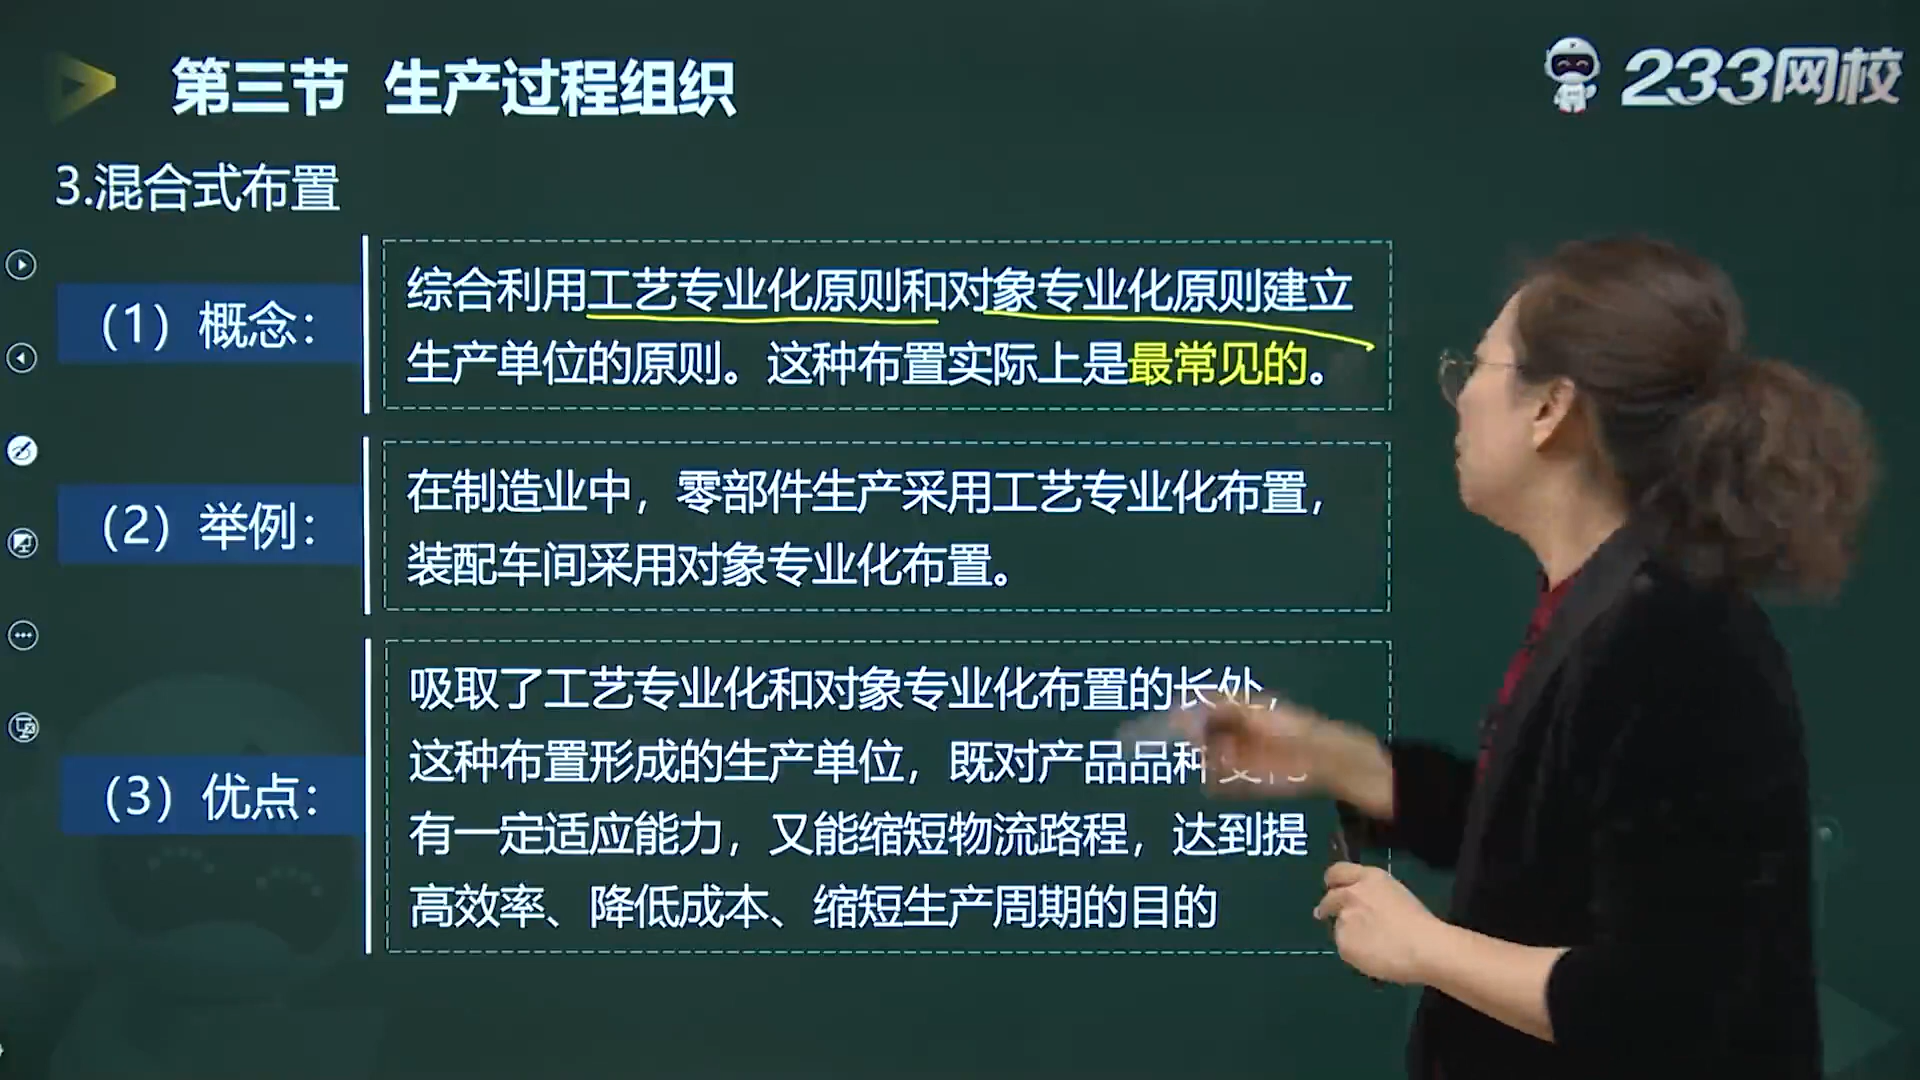 第三节 生产过程组织
233网校
3.混合式布置
（1）概念：
综合利用工艺专业化原则和对象专业化原则建立
生产单位的原则。这种布置实际上是最常见的。
（2）举例：
在制造业中，零部件生产采用工艺专业化布置，
装配车间采用对象专业化布置。
（3）优点：
吸取了工艺专业化和对象专业化布置的长处，
这种布置形成的生产单位，既对产品品种
有一定适应能力，又能缩短物流路程，达到提
高效率、降低成本、缩短生产周期的目的